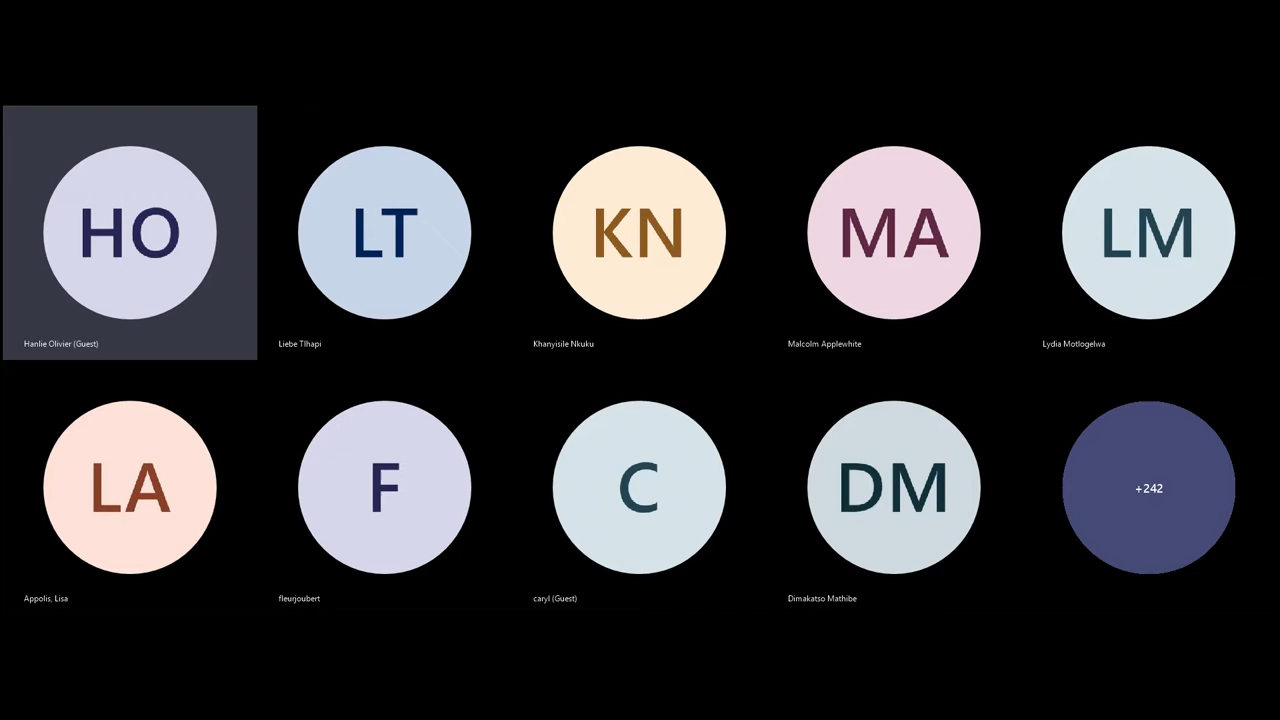 HO
LT
KN
MA
LM
Hanlie Olivier (Guest)
Liebe Tlhapi
Khanyisile Nkuku
Malcolm Applewhite
Lydia Motlogelwa
LA
F
C
DM
+242
Appolis, Lisa
fleurjoubert
caryl (Guest)
Dimakatso Mathibe